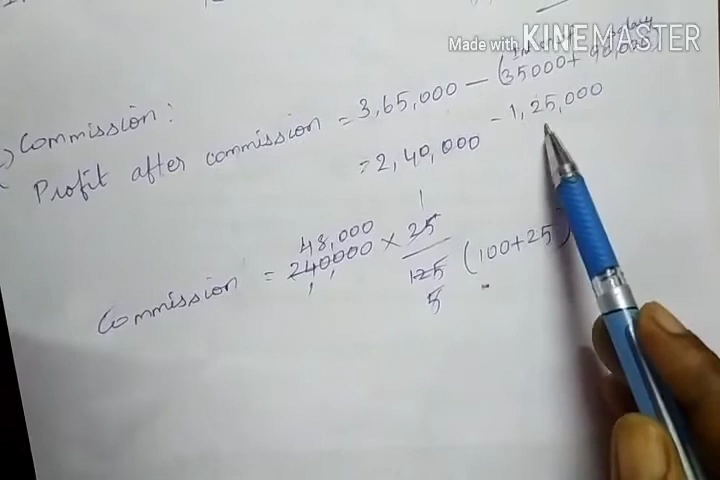 Made with KINEMASTER
Commission:
Profit after commission = 3,65,000 - (35000 + 90,000)
= 2,40,000 - 1,25,000
48,000 1
Commission = 240000 × 25 (100+25)
125
5